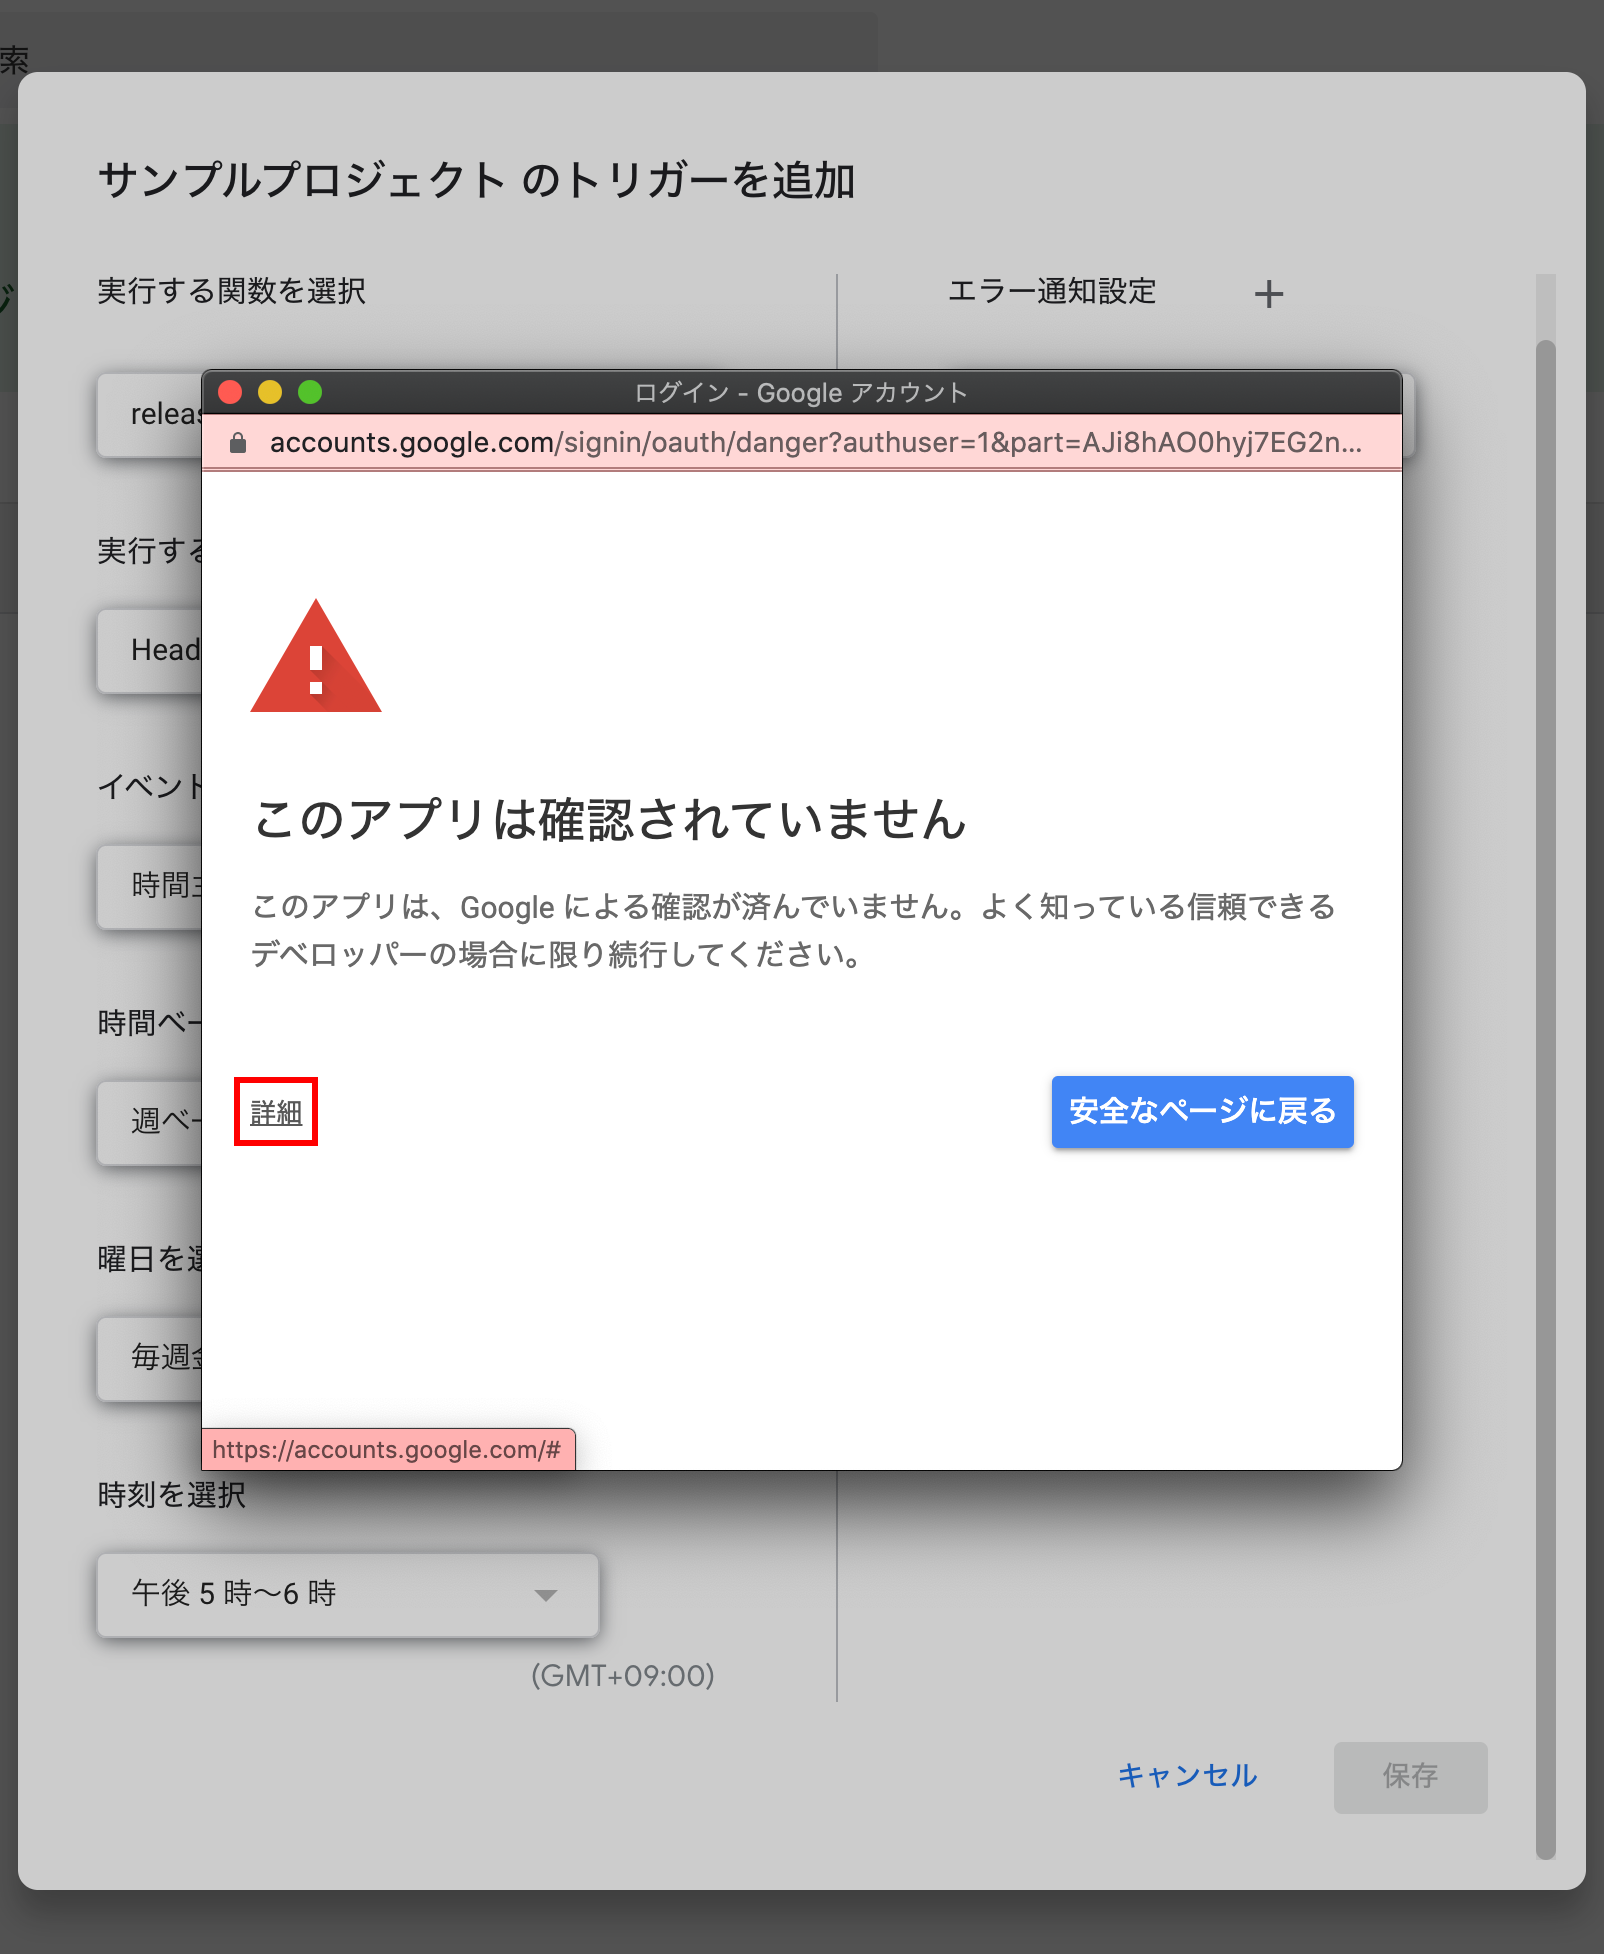 索
サンプルプロジェクト のトリガーを追加
実行する関数を選択
エラー通知設定
releas
ログイン - Google アカウント
accounts.google.com/signin/oauth/danger?authuser=1&part=AJi8hAO0hyj7EG2n...
実行する
Head
イベント
時間主
時間ベー
週ベー
曜日を選
毎週金
このアプリは確認されていません
このアプリは、Google による確認が済んでいません。よく知っている信頼できる
デベロッパーの場合に限り続行してください。
詳細
安全なページに戻る
https://accounts.google.com/#
時刻を選択
午後 5 時～6 時
(GMT+09:00)
キャンセル
保存